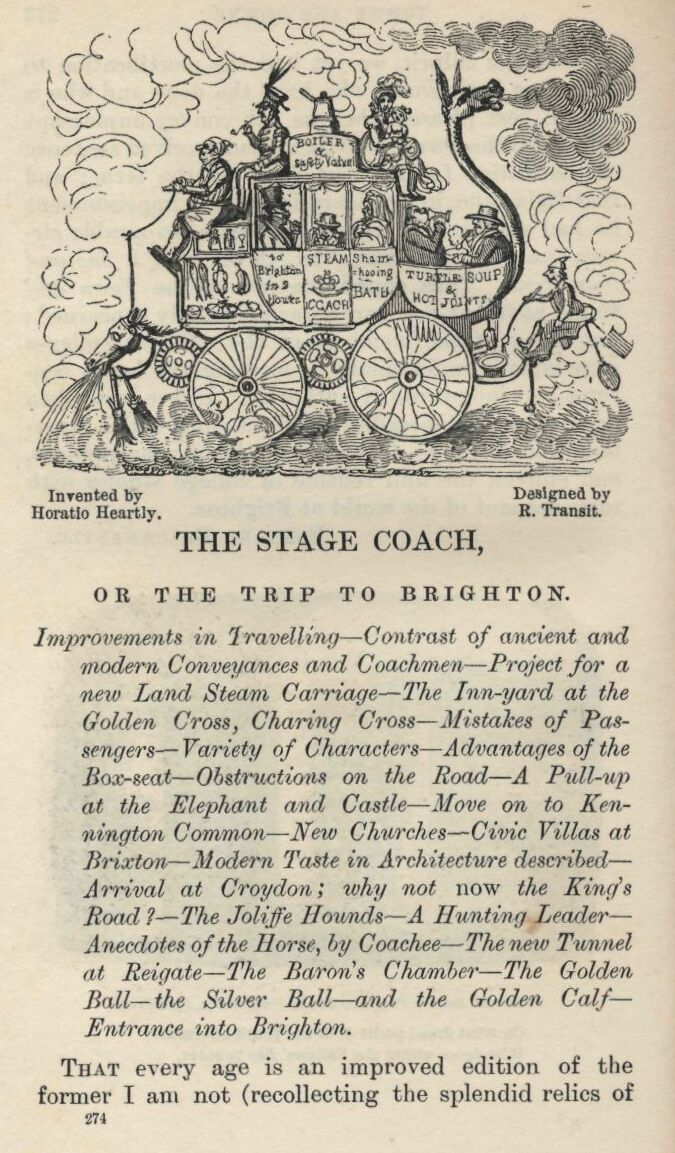 BOILER
&
Safety Valve
to
Brighton
in 2
Hours
STEAM
COACH
Sham-
-hooing
BATH
TURTLE SOUP
&
HOT JOINTS
Invented by
Horatio Heartly.
Designed by
R. Transit.
THE STAGE COACH,
OR THE TRIP TO BRIGHTON.
Improvements in Travelling—Contrast of ancient and
modern Conveyances and Coachmen—Project for a
new Land Steam Carriage—The Inn-yard at the
Golden Cross, Charing Cross—Mistakes of Pas-
sengers—Variety of Characters—Advantages of the
Box-seat—Obstructions on the Road—A Pull-up
at the Elephant and Castle—Move on to Ken-
nington Common—New Churches—Civic Villas at
Brixton—Modern Taste in Architecture described—
Arrival at Croydon; why not now the King's
Road?—The Joliffe Hounds—A Hunting Leader—
Anecdotes of the Horse, by Coachee—The new Tunnel
at Reigate—The Baron's Chamber—The Golden
Ball—the Silver Ball—and the Golden Calf—
Entrance into Brighton.
THAT every age is an improved edition of the
former I am not (recollecting the splendid relics of
274